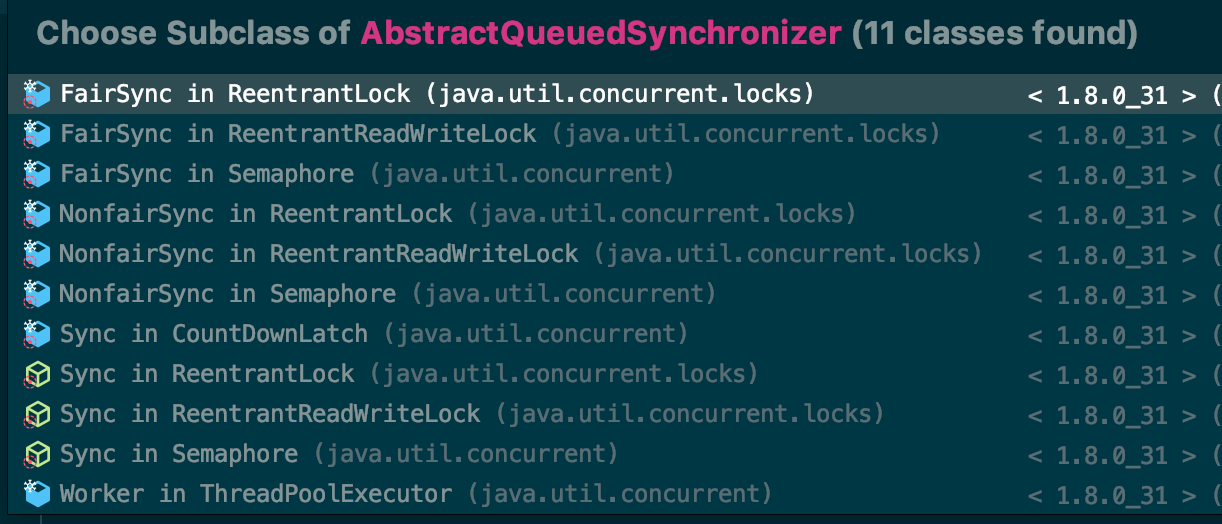 Choose Subclass of AbstractQueuedSynchronizer (11 classes found)
FairSync in ReentrantLock (java.util.concurrent.locks) < 1.8.0_31 > (
FairSync in ReentrantReadWriteLock (java.util.concurrent.locks) < 1.8.0_31 > (
FairSync in Semaphore (java.util.concurrent) < 1.8.0_31 > (
NonfairSync in ReentrantLock (java.util.concurrent.locks) < 1.8.0_31 > (
NonfairSync in ReentrantReadWriteLock (java.util.concurrent.locks) < 1.8.0_31 > (
NonfairSync in Semaphore (java.util.concurrent) < 1.8.0_31 > (
Sync in CountDownLatch (java.util.concurrent) < 1.8.0_31 > (
Sync in ReentrantLock (java.util.concurrent.locks) < 1.8.0_31 > (
Sync in ReentrantReadWriteLock (java.util.concurrent.locks) < 1.8.0_31 > (
Sync in Semaphore (java.util.concurrent) < 1.8.0_31 > (
Worker in ThreadPoolExecutor (java.util.concurrent) < 1.8.0_31 > (